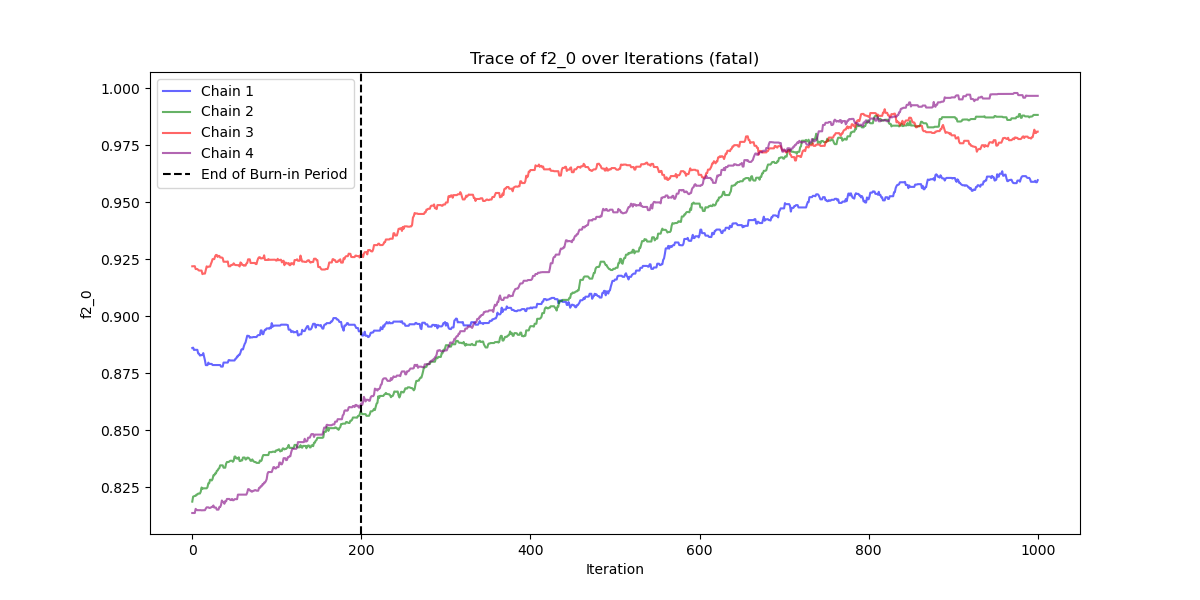 Trace of f2_0 over Iterations (fatal)
Chain 1
Chain 2
Chain 3
Chain 4
End of Burn-in Period
1.000
0.975
0.950
0.925
0.900
0.875
0.850
0.825
f2_0
0 200 400 600 800 1000
Iteration